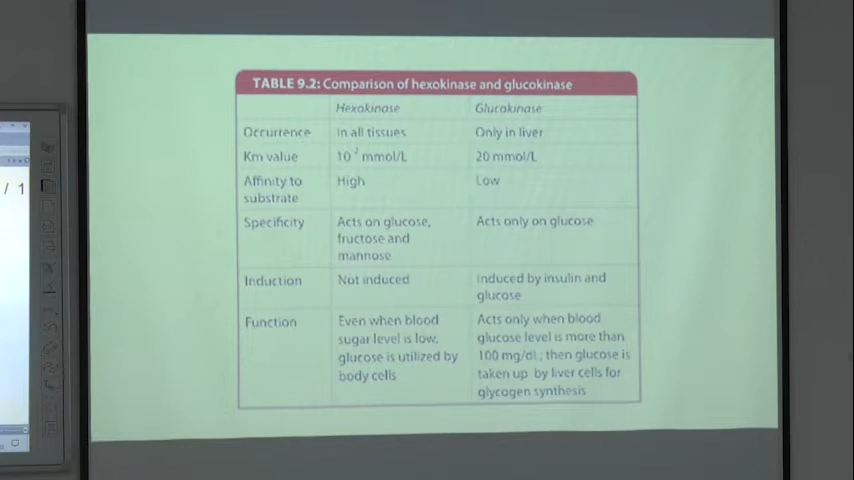 TABLE 9.2: Comparison of hexokinase and glucokinase
Hexokinase Glucokinase
Occurrence In all tissues Only in liver
Km value 10⁻² mmol/L 20 mmol/L
Affinity to High Low
substrate
Specificity Acts on glucose, Acts only on glucose
fructose and
mannose
Induction Not induced Induced by insulin and
glucose
Function Even when blood Acts only when blood
sugar level is low, glucose level is more than
glucose is utilized by 100 mg/dL; then glucose is
body cells taken up by liver cells for
glycogen synthesis
/ 1